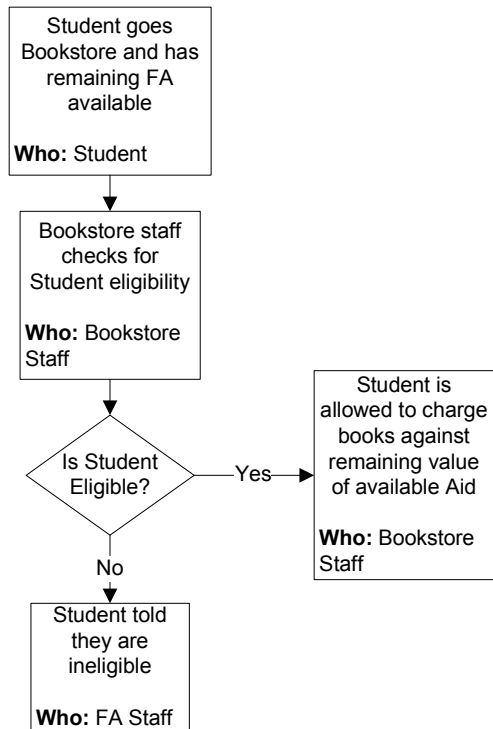 Student goes
Bookstore and has
remaining FA
available
Who: Student
Bookstore staff
checks for
Student eligibility
Who: Bookstore
Staff
Is Student
Eligible?
Yes
Student is
allowed to charge
books against
remaining value
of available Aid
Who: Bookstore
Staff
No
Student told
they are
ineligible
Who: FA Staff